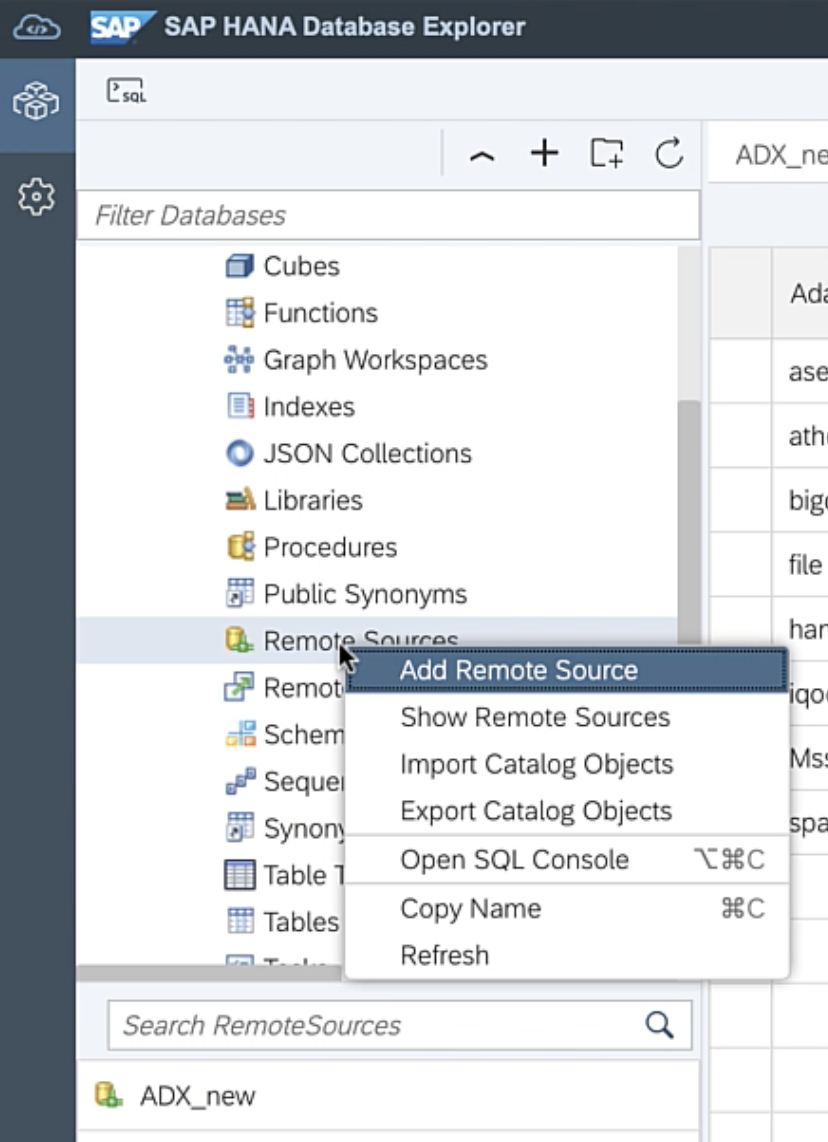 SAP SAP HANA Database Explorer
SQL
ADX_ne
Filter Databases
Cubes
Functions
Graph Workspaces
Indexes
JSON Collections
Libraries
Procedures
Public Synonyms
Remote Sources
Remot
Schem
Seque
Synony
Table T
Tables
Add Remote Source
Show Remote Sources
Import Catalog Objects
Export Catalog Objects
Open SQL Console ⌥⌘C
Copy Name ⌘C
Refresh
Search RemoteSources
ADX_new
Ada
ase
ath
big
file
han
iqo
Mss
spa